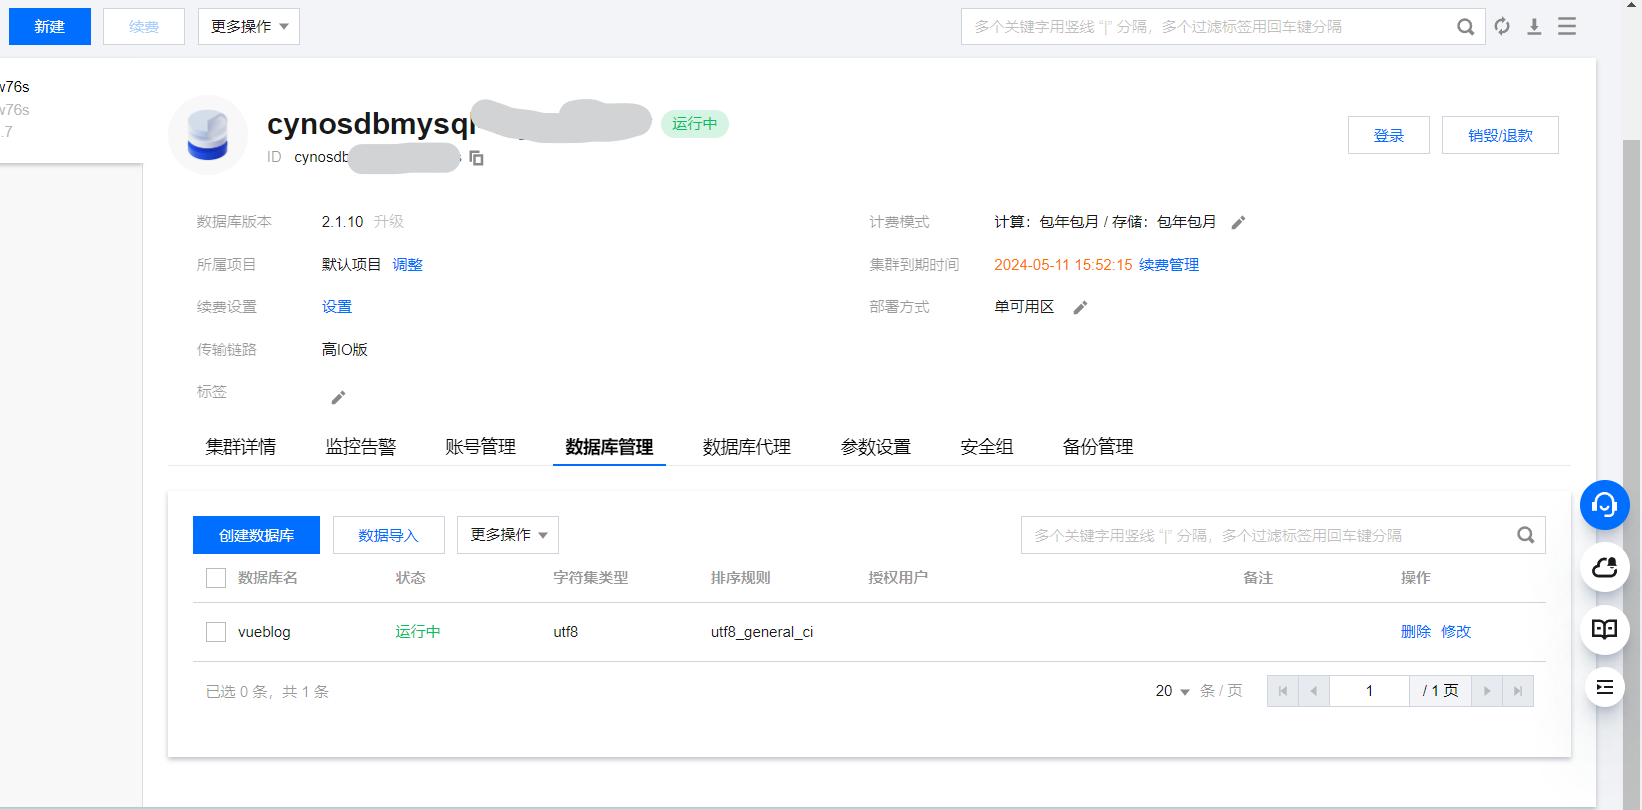 新建 续费 更多操作 多个关键字用竖线 “|” 分隔，多个过滤标签用回车键分隔
w76s
w76s
.7
cynosdbmysql 运行中
登录 销毁/退款
ID cynosdb
数据库版本 2.1.10 升级 计费模式 计算：包年包月 / 存储：包年包月
所属项目 默认项目 调整 集群到期时间 2024-05-11 15:52:15 续费管理
续费设置 设置 部署方式 单可用区
传输链路 高IO版
标签
集群详情 监控告警 账号管理 数据库管理 数据库代理 参数设置 安全组 备份管理
创建数据库 数据导入 更多操作 多个关键字用竖线 “|” 分隔，多个过滤标签用回车键分隔
数据库名 状态 字符集类型 排序规则 授权用户 备注 操作
vueblog 运行中 utf8 utf8_general_ci 删除 修改
已选 0 条，共 1 条 20 条 / 页 1 / 1 页